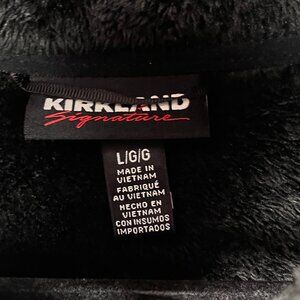 KIRKLAND
Signature
L/G/G
MADE IN
VIETNAM
FABRIQUÉ
AU VIETNAM
HECHO EN
VIETNAM
CON INSUMOS
IMPORTADOS